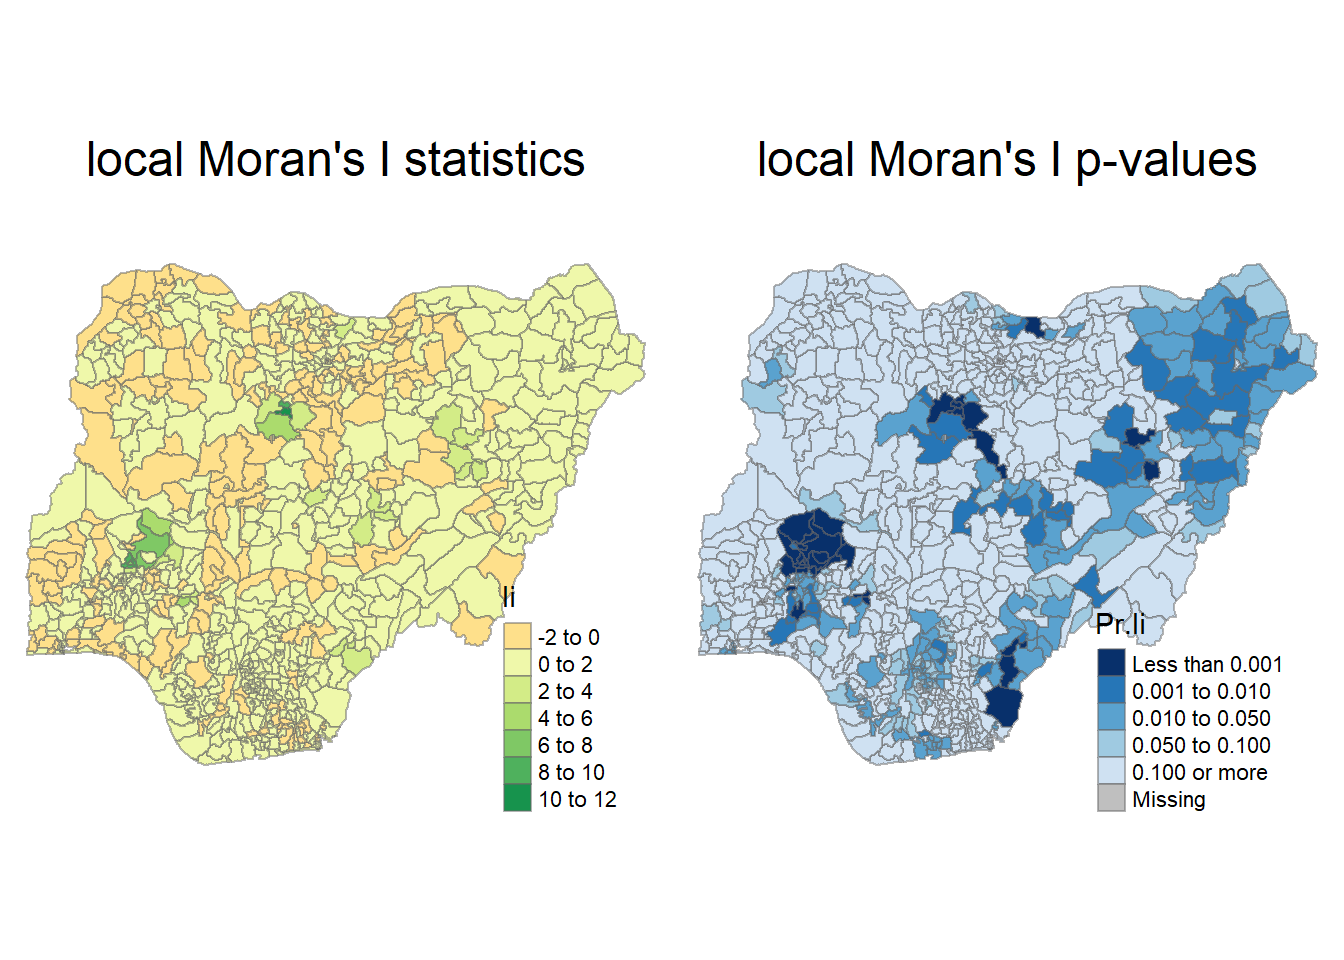 local Moran's I statistics
local Moran's I p-values
Ii
-2 to 0
0 to 2
2 to 4
4 to 6
6 to 8
8 to 10
10 to 12
Pr.Ii
Less than 0.001
0.001 to 0.010
0.010 to 0.050
0.050 to 0.100
0.100 or more
Missing